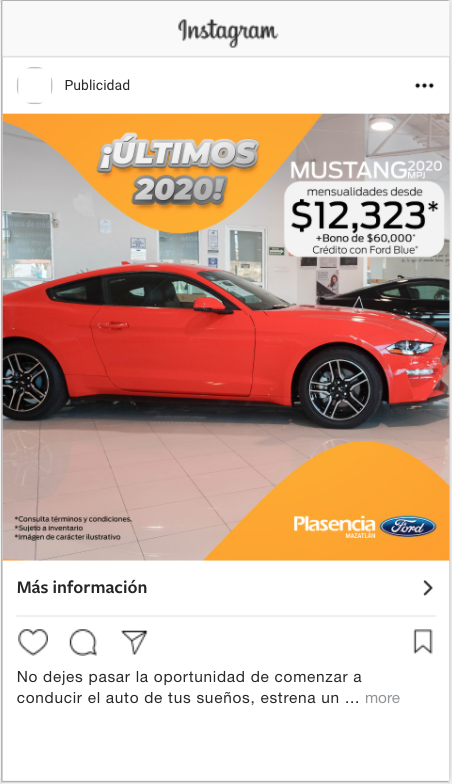 Instagram
Publicidad
¡ÚLTIMOS
2020!
MUSTANG 2020
MPJ
mensualidades desde
$12,323*
+Bono de $60,000*
Crédito con Ford Blue*
*Consulta términos y condiciones.
*Sujeto a inventario
*Imágen de carácter ilustrativo
Plasencia
MAZATLÁN
Ford
Más información
No dejes pasar la oportunidad de comenzar a
conducir el auto de tus sueños, estrena un ... more